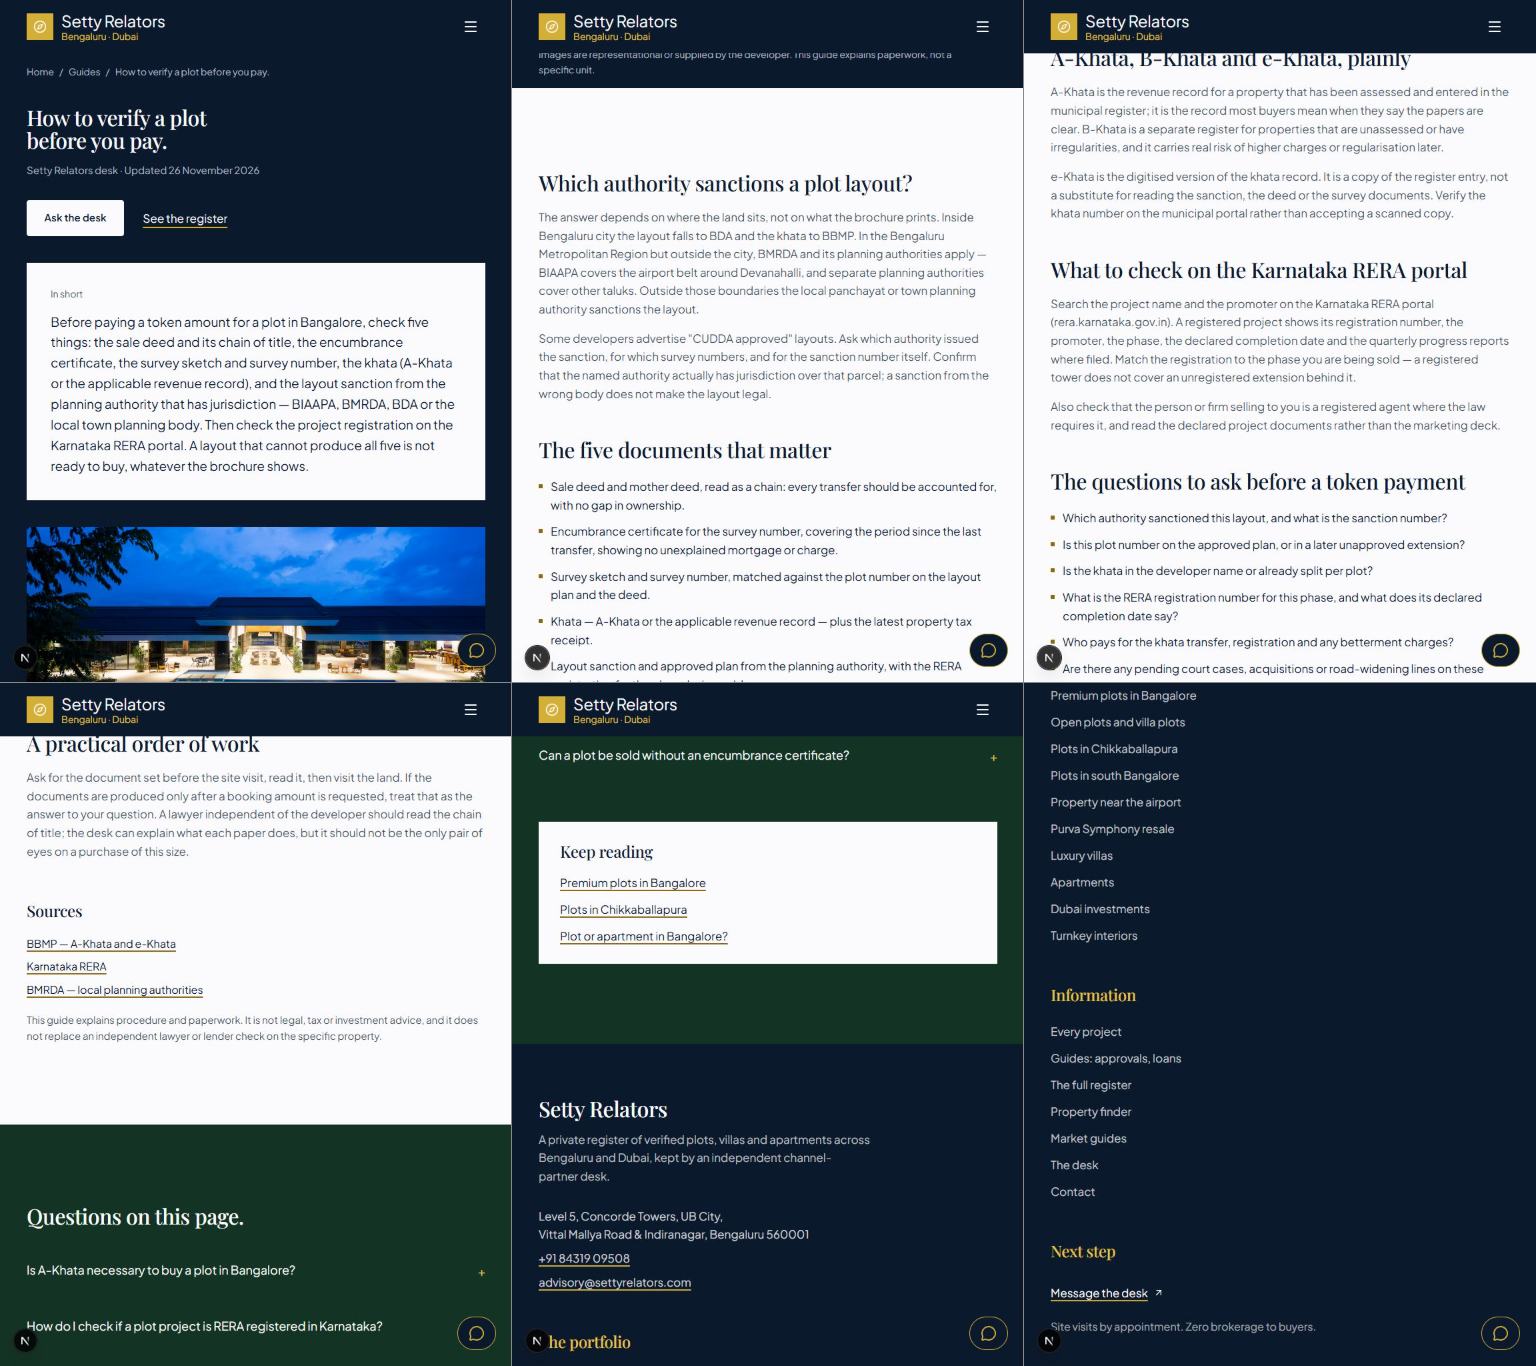 Setty Relators
Bengaluru · Dubai
Home / Guides / How to verify a plot before you pay.
How to verify a plot
before you pay.
Setty Relators desk · Updated 26 November 2026
Ask the desk
See the register
In short
Before paying a token amount for a plot in Bangalore, check five
things: the sale deed and its chain of title, the encumbrance
certificate, the survey sketch and survey number, the khata (A-Khata
or the applicable revenue record), and the layout sanction from the
planning authority that has jurisdiction — BIAAPA, BMRDA, BDA or the
local town planning body. Then check the project registration on the
Karnataka RERA portal. A layout that cannot produce all five is not
ready to buy, whatever the brochure shows.
N
Setty Relators
Bengaluru · Dubai
Images are representational or supplied by the developer. This guide explains paperwork, not a
specific unit.
Which authority sanctions a plot layout?
The answer depends on where the land sits, not on what the brochure prints. Inside
Bengaluru city the layout falls to BDA and the khata to BBMP. In the Bengaluru
Metropolitan Region but outside the city, BMRDA and its planning authorities apply —
BIAAPA covers the airport belt around Devanahalli, and separate planning authorities
cover other taluks. Outside those boundaries the local panchayat or town planning
authority sanctions the layout.
Some developers advertise "CUDDA approved" layouts. Ask which authority issued
the sanction, for which survey numbers, and for the sanction number itself. Confirm
that the named authority actually has jurisdiction over that parcel; a sanction from the
wrong body does not make the layout legal.
The five documents that matter
Sale deed and mother deed, read as a chain: every transfer should be accounted for,
with no gap in ownership.
Encumbrance certificate for the survey number, covering the period since the last
transfer, showing no unexplained mortgage or charge.
Survey sketch and survey number, matched against the plot number on the layout
plan and the deed.
Khata — A-Khata or the applicable revenue record — plus the latest property tax
receipt.
Layout sanction and approved plan from the planning authority, with the RERA
N
Setty Relators
Bengaluru · Dubai
A-Khata, B-Khata and e-Khata, plainly
A-Khata is the revenue record for a property that has been assessed and entered in the
municipal register; it is the record most buyers mean when they say the papers are
clear. B-Khata is a separate register for properties that are unassessed or have
irregularities, and it carries real risk of higher charges or regularisation later.
e-Khata is the digitised version of the khata record. It is a copy of the register entry, not
a substitute for reading the sanction, the deed or the survey documents. Verify the
khata number on the municipal portal rather than accepting a scanned copy.
What to check on the Karnataka RERA portal
Search the project name and the promoter on the Karnataka RERA portal
(rera.karnataka.gov.in). A registered project shows its registration number, the
promoter, the phase, the declared completion date and the quarterly progress reports
where filed. Match the registration to the phase you are being sold — a registered
tower does not cover an unregistered extension behind it.
Also check that the person or firm selling to you is a registered agent where the law
requires it, and read the declared project documents rather than the marketing deck.
The questions to ask before a token payment
Which authority sanctioned this layout, and what is the sanction number?
Is this plot number on the approved plan, or in a later unapproved extension?
Is the khata in the developer name or already split per plot?
What is the RERA registration number for this phase, and what does its declared
completion date say?
Who pays for the khata transfer, registration and any betterment charges?
Are there any pending court cases, acquisitions or road-widening lines on these
N
Setty Relators
Bengaluru · Dubai
A practical order of work
Ask for the document set before the site visit, read it, then visit the land. If the
documents are produced only after a booking amount is requested, treat that as the
answer to your question. A lawyer independent of the developer should read the chain
of title; the desk can explain what each paper does, but it should not be the only pair of
eyes on a purchase of this size.
Sources
BBMP — A-Khata and e-Khata
Karnataka RERA
BMRDA — local planning authorities
This guide explains procedure and paperwork. It is not legal, tax or investment advice, and it does
not replace an independent lawyer or lender check on the specific property.
Questions on this page.
Is A-Khata necessary to buy a plot in Bangalore? +
How do I check if a plot project is RERA registered in Karnataka?
N
Setty Relators
Bengaluru · Dubai
Can a plot be sold without an encumbrance certificate? +
Keep reading
Premium plots in Bangalore
Plots in Chikkaballapura
Plot or apartment in Bangalore?
Setty Relators
A private register of verified plots, villas and apartments across
Bengaluru and Dubai, kept by an independent channel-
partner desk.
Level 5, Concorde Towers, UB City,
Vittal Mallya Road & Indiranagar, Bengaluru 560001
+91 84319 09508
advisory@settyrelators.com
N
he portfolio
Premium plots in Bangalore
Open plots and villa plots
Plots in Chikkaballapura
Plots in south Bangalore
Property near the airport
Purva Symphony resale
Luxury villas
Apartments
Dubai investments
Turnkey interiors
Information
Every project
Guides: approvals, loans
The full register
Property finder
Market guides
The desk
Contact
Next step
Message the desk
Site visits by appointment. Zero brokerage to buyers.
N